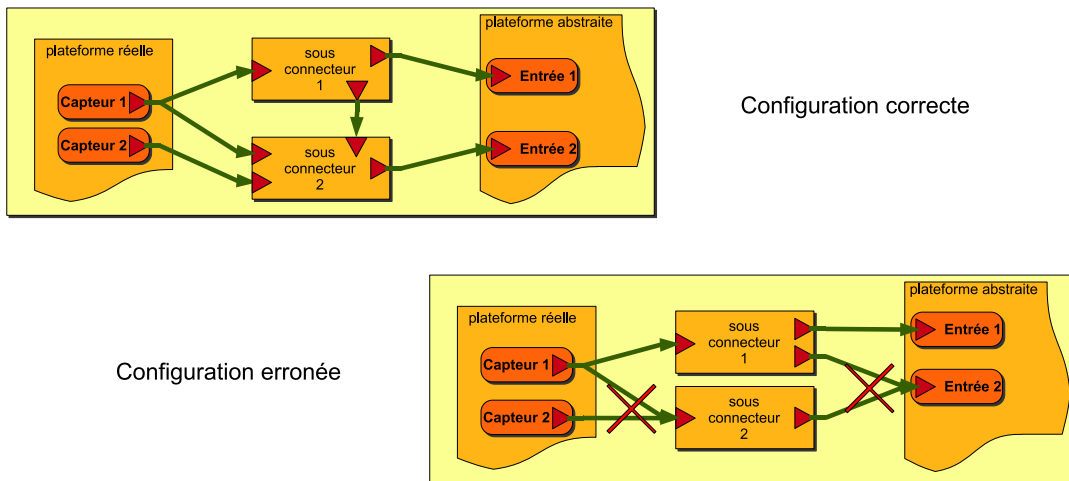 plateforme réelle
Capteur 1
Capteur 2
sous
connecteur
1
sous
connecteur
2
plateforme abstraite
Entrée 1
Entrée 2
Configuration correcte
Configuration erronée
plateforme réelle
Capteur 1
Capteur 2
sous
connecteur
1
sous
connecteur
2
plateforme abstraite
Entrée 1
Entrée 2